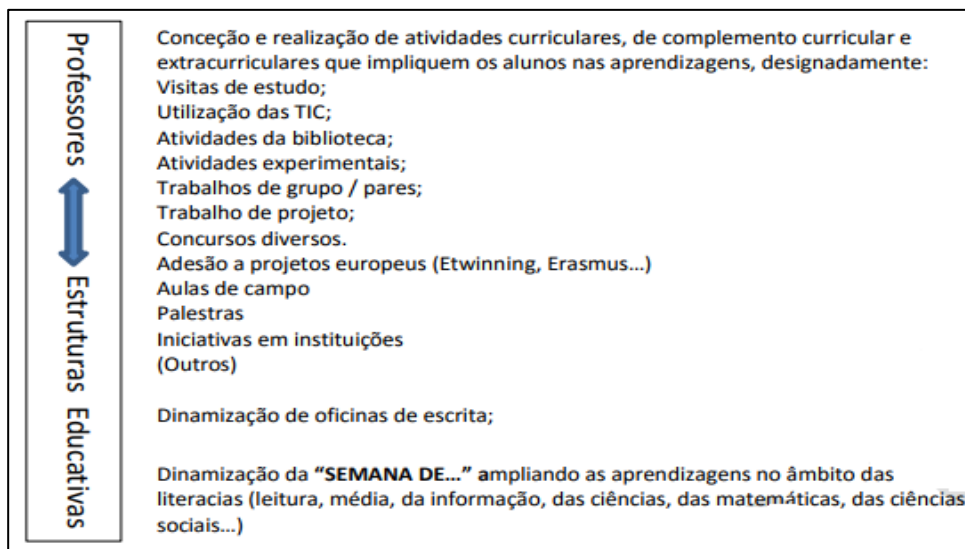 Professores
Estruturas Educativas
Conceção e realização de atividades curriculares, de complemento curricular e
extracurriculares que impliquem os alunos nas aprendizagens, designadamente:
Visitas de estudo;
Utilização das TIC;
Atividades da biblioteca;
Atividades experimentais;
Trabalhos de grupo / pares;
Trabalho de projeto;
Concursos diversos.
Adesão a projetos europeus (Etwinning, Erasmus...)
Aulas de campo
Palestras
Iniciativas em instituições
(Outros)
Dinamização de oficinas de escrita;
Dinamização da “SEMANA DE...” ampliando as aprendizagens no âmbito das
literacias (leitura, média, da informação, das ciências, das matemáticas, das ciências
sociais...)